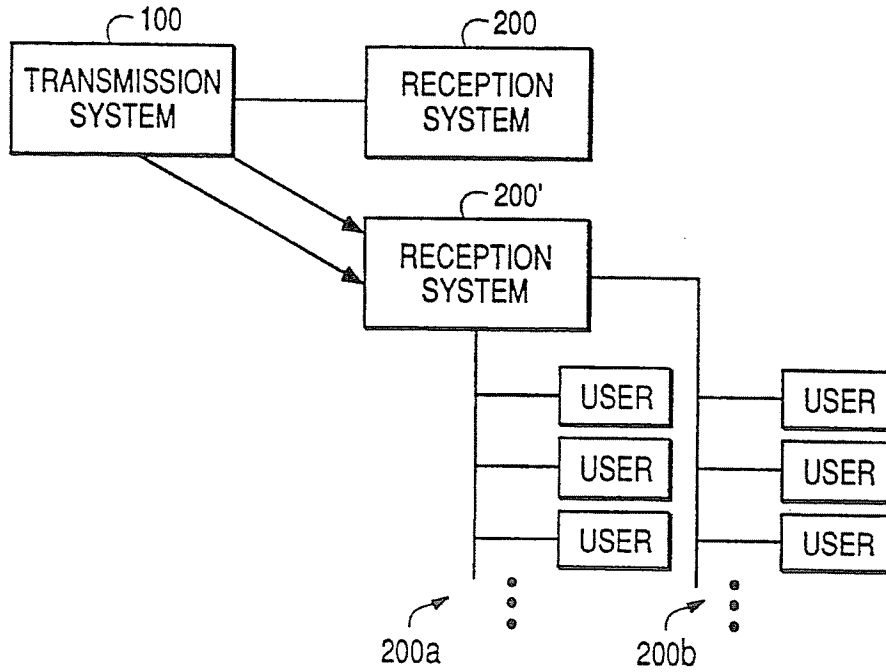 100
TRANSMISSION
SYSTEM
200
RECEPTION
SYSTEM
200'
RECEPTION
SYSTEM
USER
USER
USER
USER
USER
USER
200a
200b